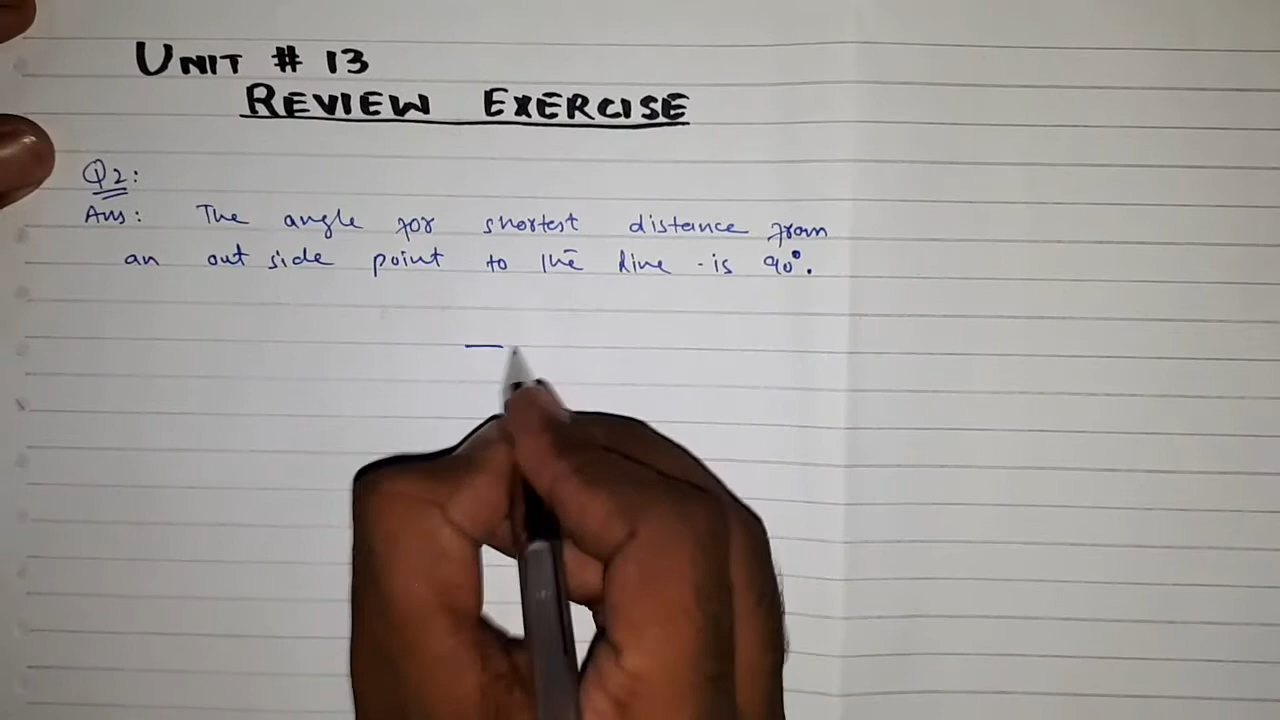 UNIT # 13
REVIEW EXERCISE
Q2:
Ans: The angle for shortest distance from
an out side point to the line is 90°.